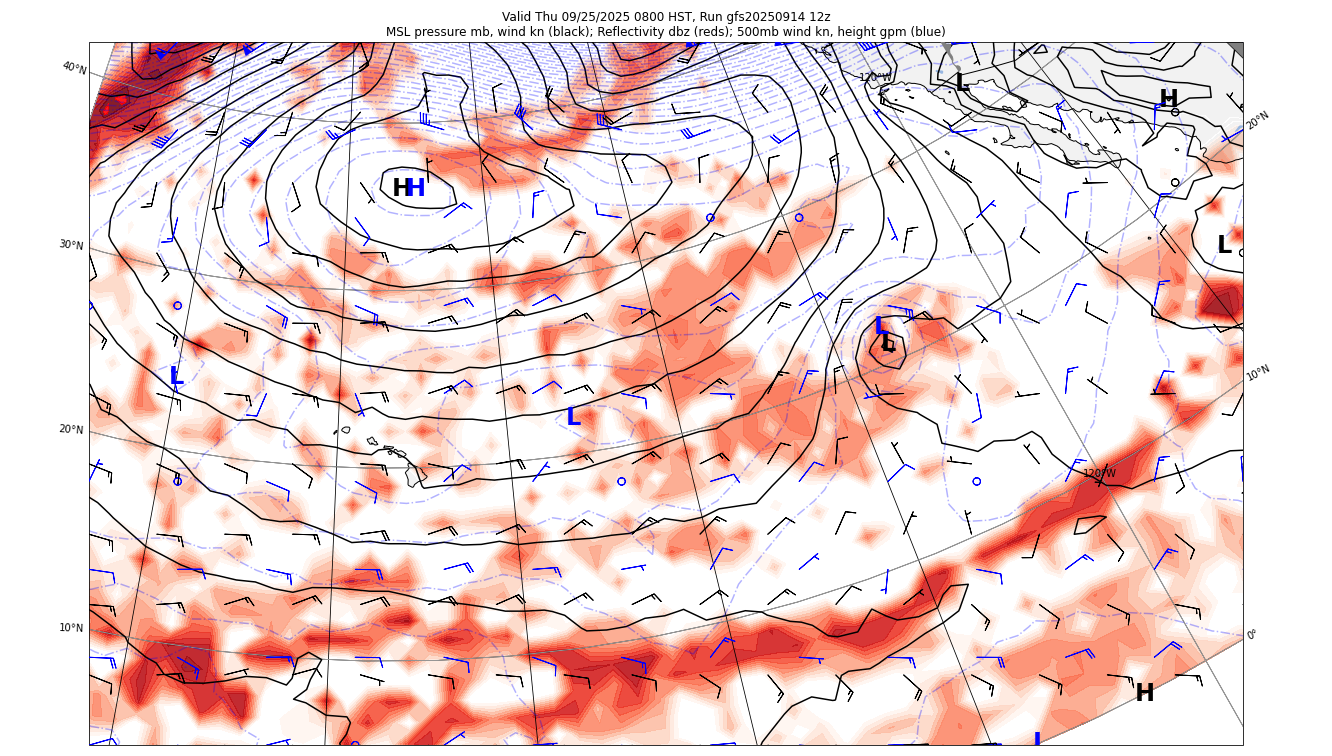 Valid Thu 09/25/2025 0800 HST, Run gfs20250914 12z
MSL pressure mb, wind kn (black); Reflectivity dbz (reds); 500mb wind kn, height gpm (blue)
40°N
120°W
L
H
20°N
HH
30°N
L
L
L
L
10°N
L
20°N
120°W
10°N
0°
H
L